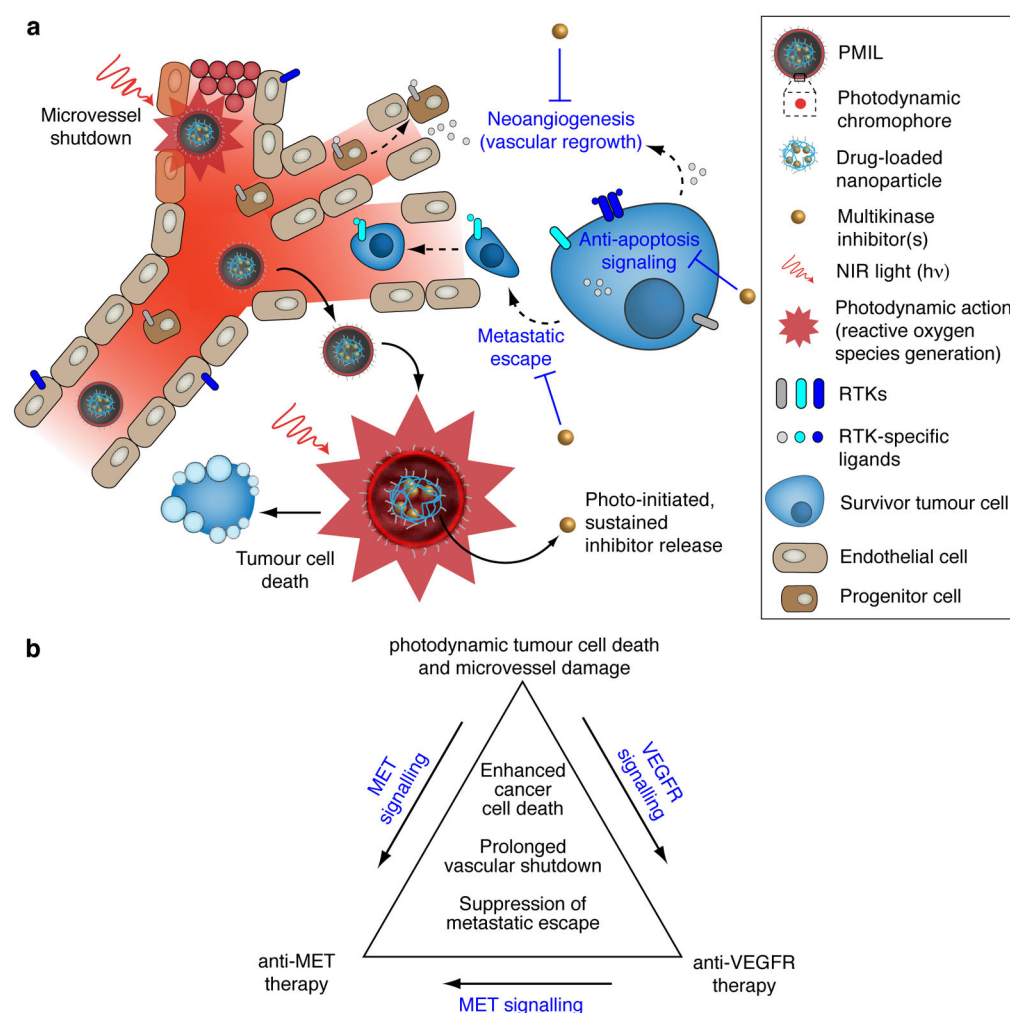 a
Microvessel
shutdown
Neoangiogenesis
(vascular regrowth)
Anti-apoptosis
signaling
Metastatic
escape
Tumour cell
death
Photo-initiated,
sustained
inhibitor release
PMIL
Photodynamic
chromophore
Drug-loaded
nanoparticle
Multikinase
inhibitor(s)
NIR light (hν)
Photodynamic action
(reactive oxygen
species generation)
RTKs
RTK-specific
ligands
Survivor tumour cell
Endothelial cell
Progenitor cell
b
photodynamic tumour cell death
and microvessel damage
MET
signalling
VEGFR
signalling
Enhanced
cancer
cell death
Prolonged
vascular shutdown
Suppression of
metastatic escape
anti-MET
therapy
anti-VEGFR
therapy
MET signalling